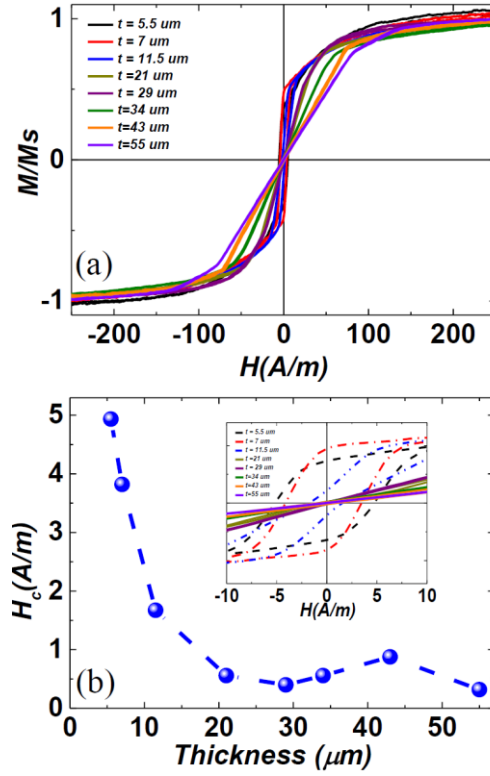 1
0
-1
M/Ms
t = 5.5 um
t = 7 um
t = 11.5 um
t =21 um
t = 29 um
t=34 um
t=43 um
t=55 um
(a)
-200 -100 0 100 200
H(A/m)
5
4
3
2
1
0
Hc(A/m)
t = 5.5 um
t = 7 um
t = 11.5 um
t =21 um
t = 29 um
t=34 um
t=43 um
t=55 um
-10 -5 0 5 10
H(A/m)
(b)
0 10 20 30 40 50
Thickness (μm)